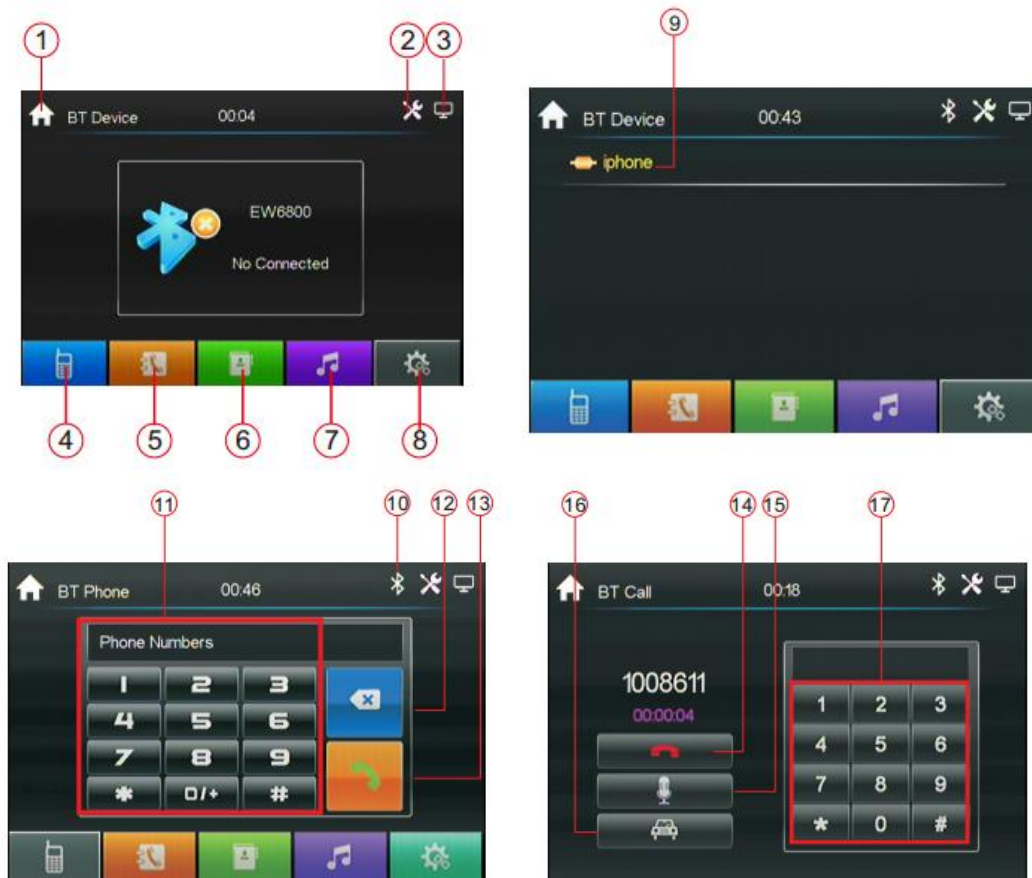 1
2
3
BT Device
00:04
EW6800
No Connected
4
5
6
7
8
9
BT Device
00:43
iphone
11
10
12
13
BT Phone
00:46
Phone Numbers
1 2 3
4 5 6
7 8 9
* 0/+ #
16
14
15
17
BT Call
00:18
1008611
00:00:04
1 2 3
4 5 6
7 8 9
* 0 #